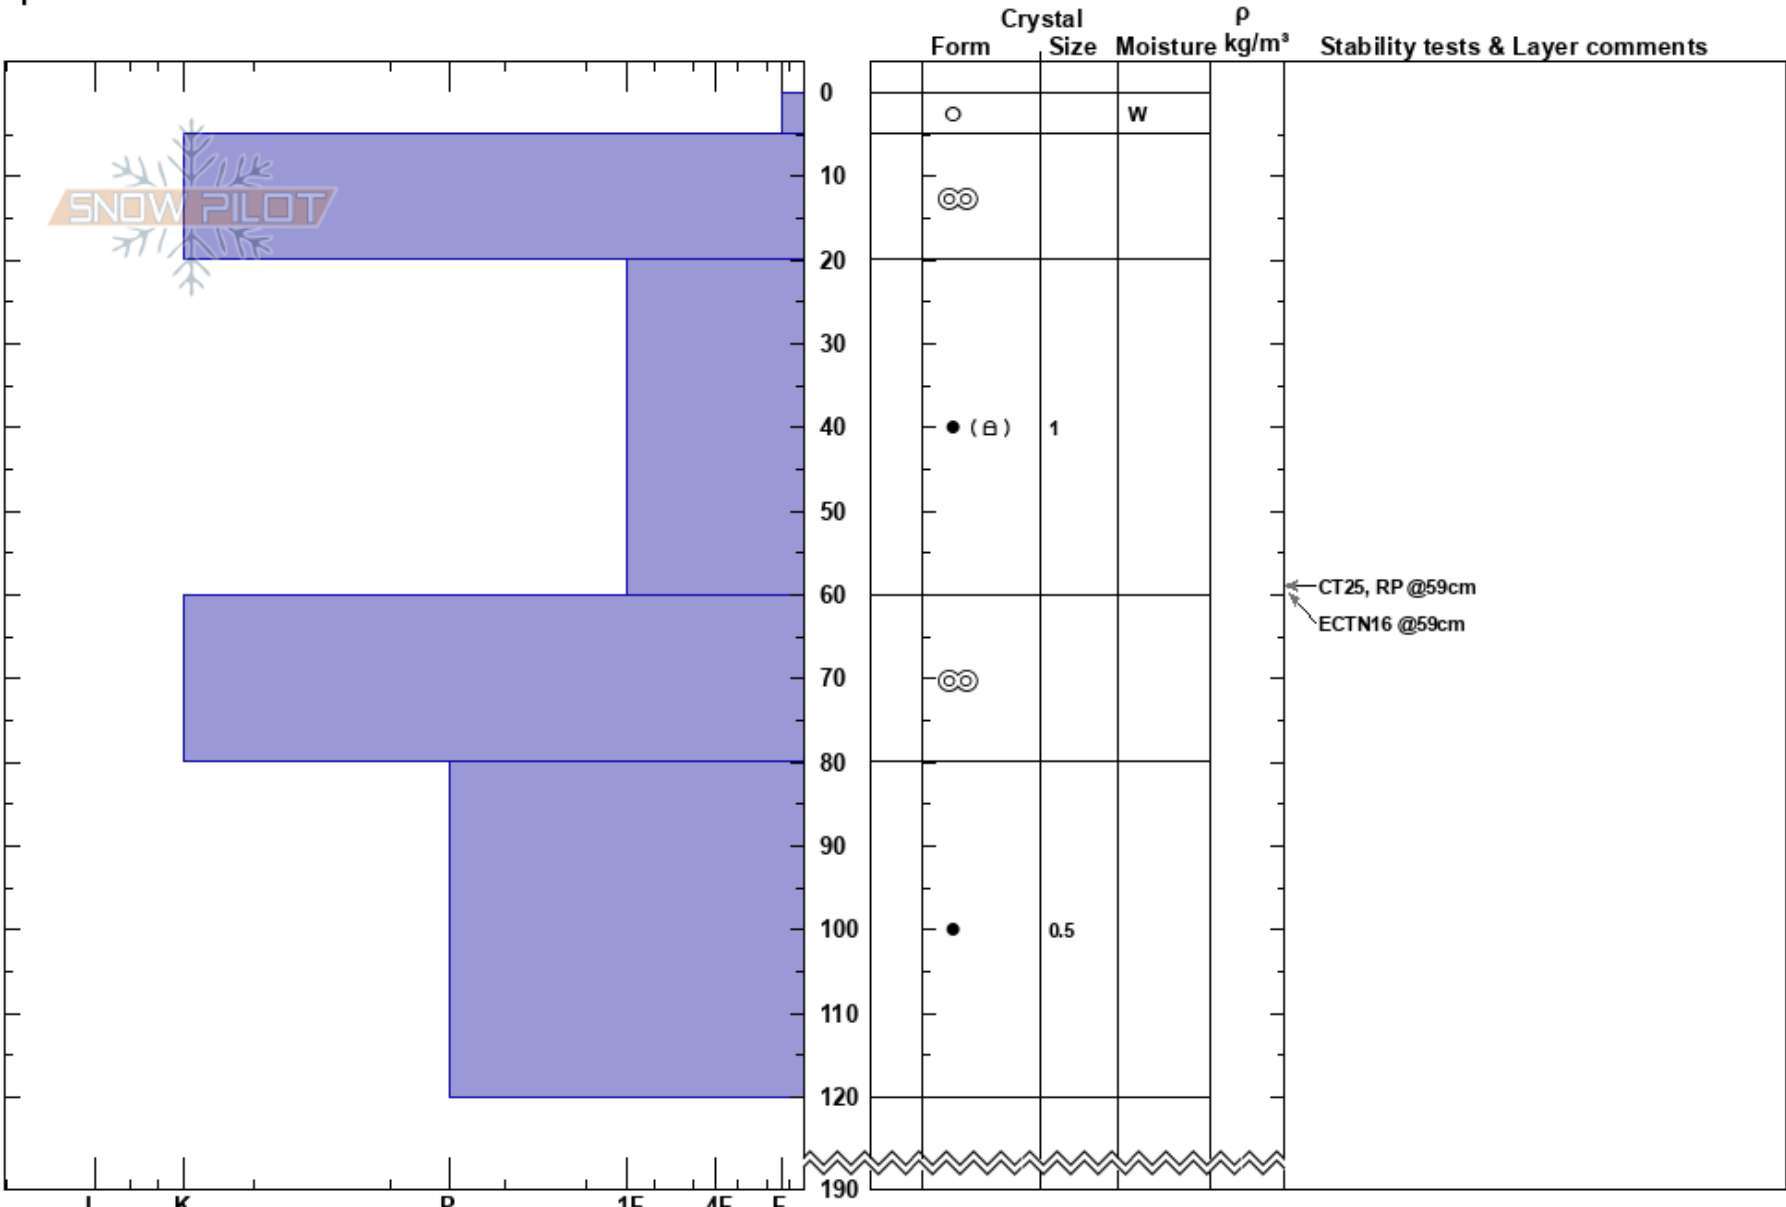 Crystal
ρ
Form Size Moisture kg/m³ Stability tests & Layer comments
0
W
10
SNOW PILOT
20
30
40
( ) 1
50
CT25, RP @59cm
60
ECTN16 @59cm
70
80
90
100
0.5
110
120
190
I K P 1F 4F F